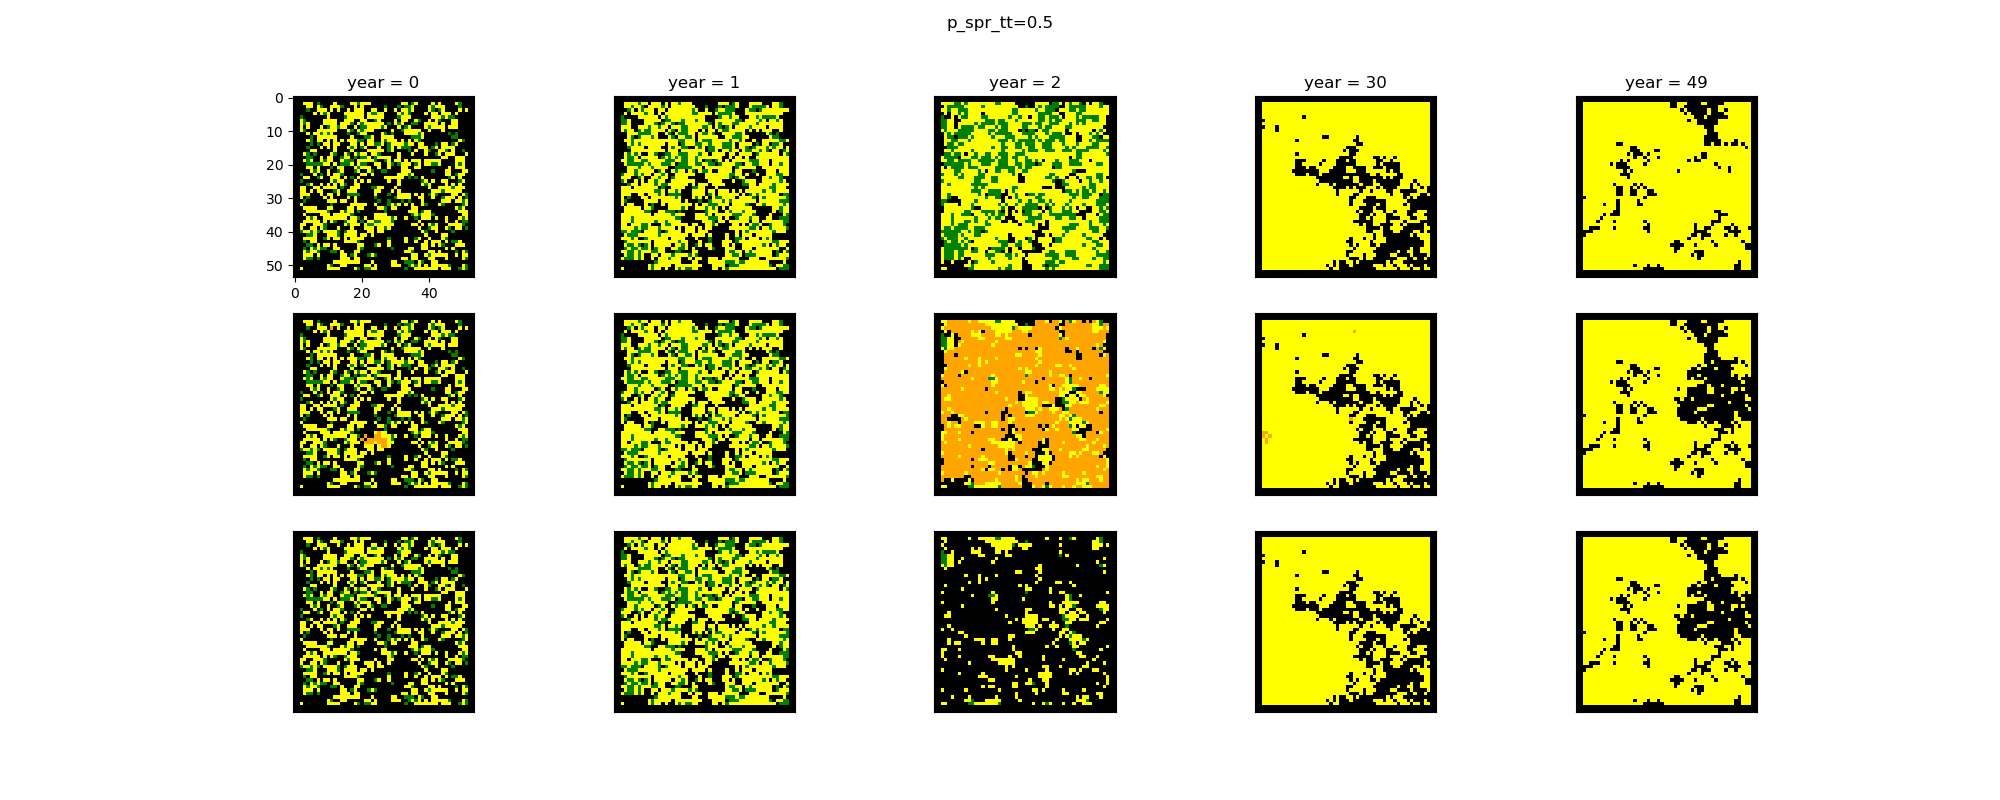 p_spr_tt=0.5
year = 0
year = 1
year = 2
year = 30
year = 49
0
10
20
30
40
50
0 20 40